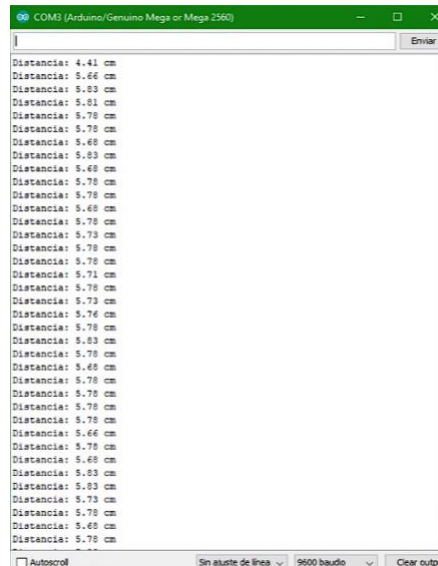 COM3 (Arduino/Genuino Mega or Mega 2560)
Enviar
Distancia: 4.41 cm
Distancia: 5.66 cm
Distancia: 5.83 cm
Distancia: 5.81 cm
Distancia: 5.78 cm
Distancia: 5.78 cm
Distancia: 5.68 cm
Distancia: 5.83 cm
Distancia: 5.68 cm
Distancia: 5.78 cm
Distancia: 5.78 cm
Distancia: 5.68 cm
Distancia: 5.78 cm
Distancia: 5.73 cm
Distancia: 5.78 cm
Distancia: 5.78 cm
Distancia: 5.71 cm
Distancia: 5.78 cm
Distancia: 5.73 cm
Distancia: 5.76 cm
Distancia: 5.78 cm
Distancia: 5.83 cm
Distancia: 5.78 cm
Distancia: 5.68 cm
Distancia: 5.78 cm
Distancia: 5.78 cm
Distancia: 5.78 cm
Distancia: 5.78 cm
Distancia: 5.66 cm
Distancia: 5.78 cm
Distancia: 5.68 cm
Distancia: 5.83 cm
Distancia: 5.83 cm
Distancia: 5.73 cm
Distancia: 5.78 cm
Distancia: 5.68 cm
Distancia: 5.78 cm
Autoscroll Sin ajuste de línea 9600 baudio Clear outp